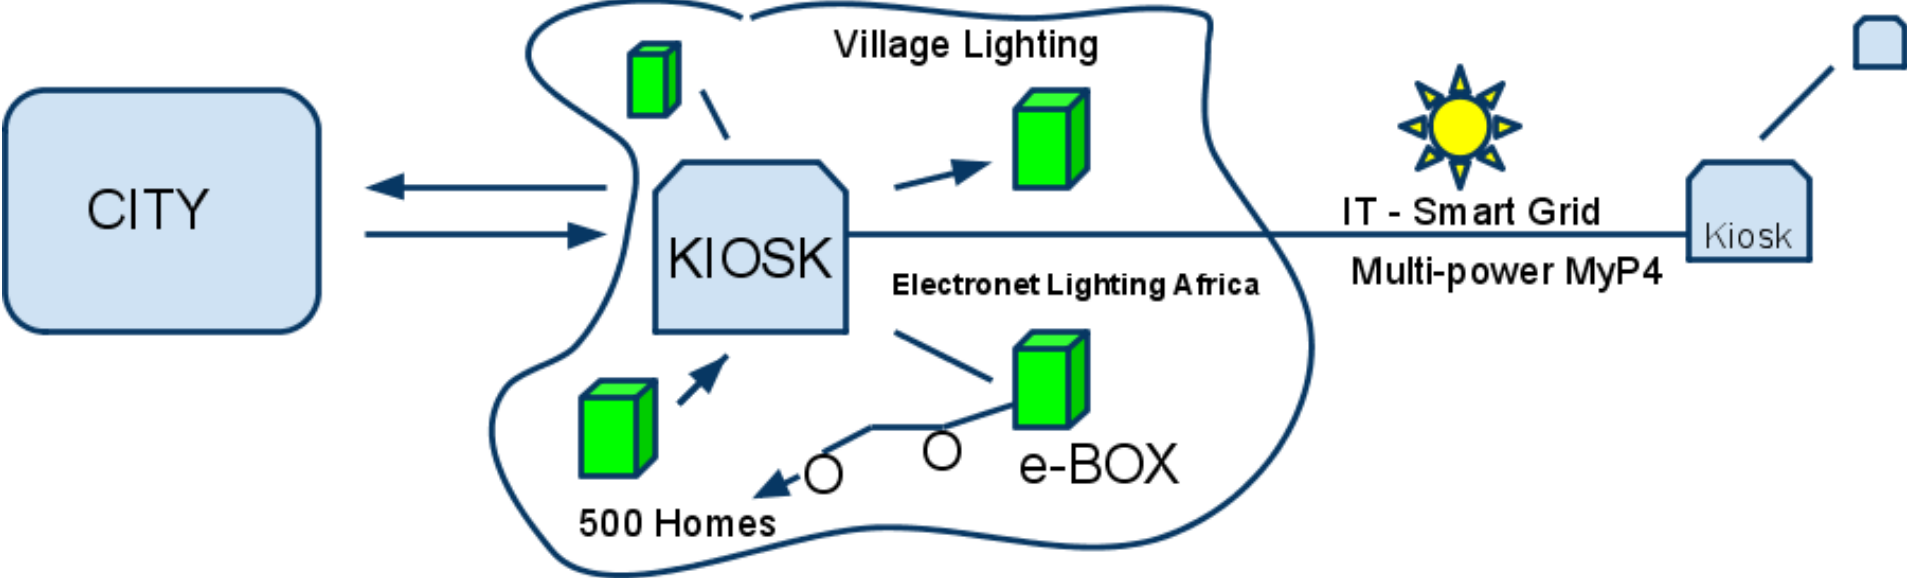 Village Lighting
CITY
IT - Smart Grid
KIOSK
Kiosk
Multi-power MyP4
Electronet Lighting Africa
e-BOX
500 Homes